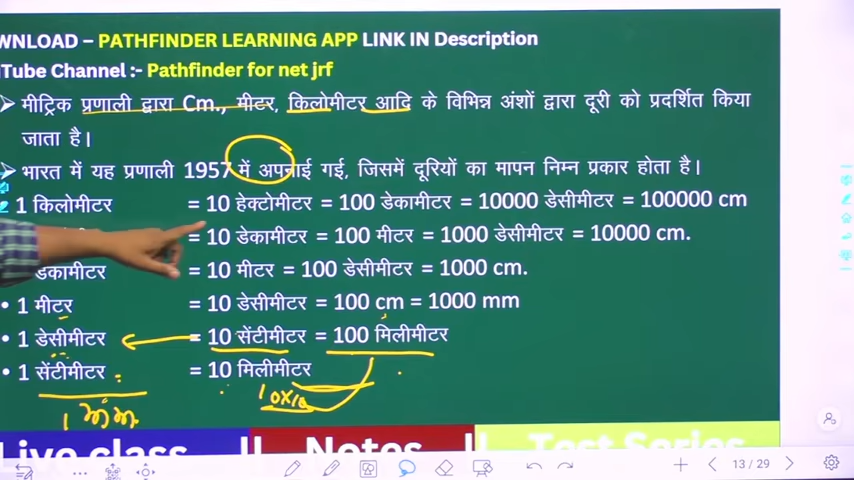 WNLOAD – PATHFINDER LEARNING APP LINK IN Description
Tube Channel :- Pathfinder for net jrf
➢ मीट्रिक प्रणाली द्वारा Cm., मीटर, किलोमीटर आदि के विभिन्न अंशों द्वारा दूरी को प्रदर्शित किया
जाता है।
➢ भारत में यह प्रणाली 1957 में अपनाई गई, जिसमें दूरियों का मापन निम्न प्रकार होता है।
1 किलोमीटर = 10 हेक्टोमीटर = 100 डेकामीटर = 10000 डेसीमीटर = 100000 cm
= 10 डेकामीटर = 100 मीटर = 1000 डेसीमीटर = 10000 cm.
डेकामीटर = 10 मीटर = 100 डेसीमीटर = 1000 cm.
• 1 मीटर = 10 डेसीमीटर = 100 cm = 1000 mm
• 1 डेसीमीटर = 10 सेंटीमीटर = 100 मिलीमीटर
• 1 सेंटीमीटर = 10 मिलीमीटर
10x10
Live class || Notes || Test Series
13 / 29